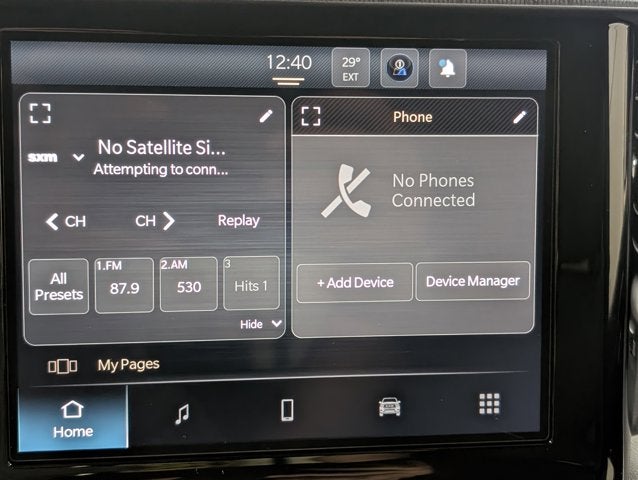 12:40
29°
EXT
Phone
No Satellite Si...
sxm
Attempting to conn...
No Phones
Connected
CH
CH
Replay
All
Presets
1.FM
87.9
2.AM
530
3
Hits 1
+ Add Device
Device Manager
Hide
My Pages
Home